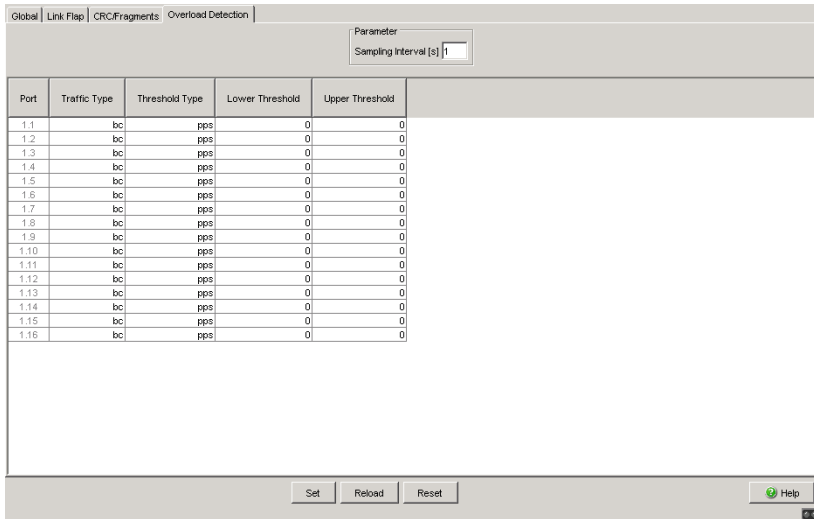 Global Link Flap CRC/Fragments Overload Detection
Parameter
Sampling Interval [s] 1
Port Traffic Type Threshold Type Lower Threshold Upper Threshold
1.1 bc pps 0 0
1.2 bc pps 0 0
1.3 bc pps 0 0
1.4 bc pps 0 0
1.5 bc pps 0 0
1.6 bc pps 0 0
1.7 bc pps 0 0
1.8 bc pps 0 0
1.9 bc pps 0 0
1.10 bc pps 0 0
1.11 bc pps 0 0
1.12 bc pps 0 0
1.13 bc pps 0 0
1.14 bc pps 0 0
1.15 bc pps 0 0
1.16 bc pps 0 0
Set Reload Reset Help